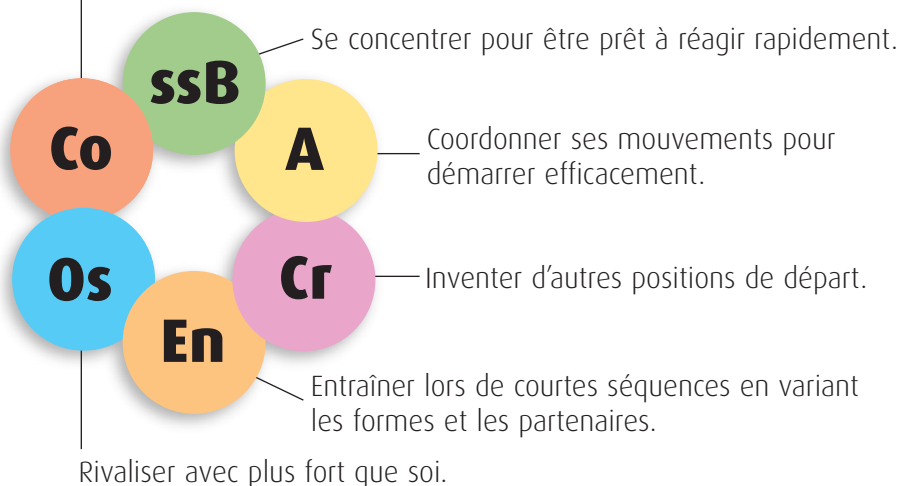 ssB
Se concentrer pour être prêt à réagir rapidement.
Co
A
Coordonner ses mouvements pour
démarrer efficacement.
Os
Cr
Inventer d'autres positions de départ.
En
Entraîner lors de courtes séquences en variant
les formes et les partenaires.
Rivaliser avec plus fort que soi.